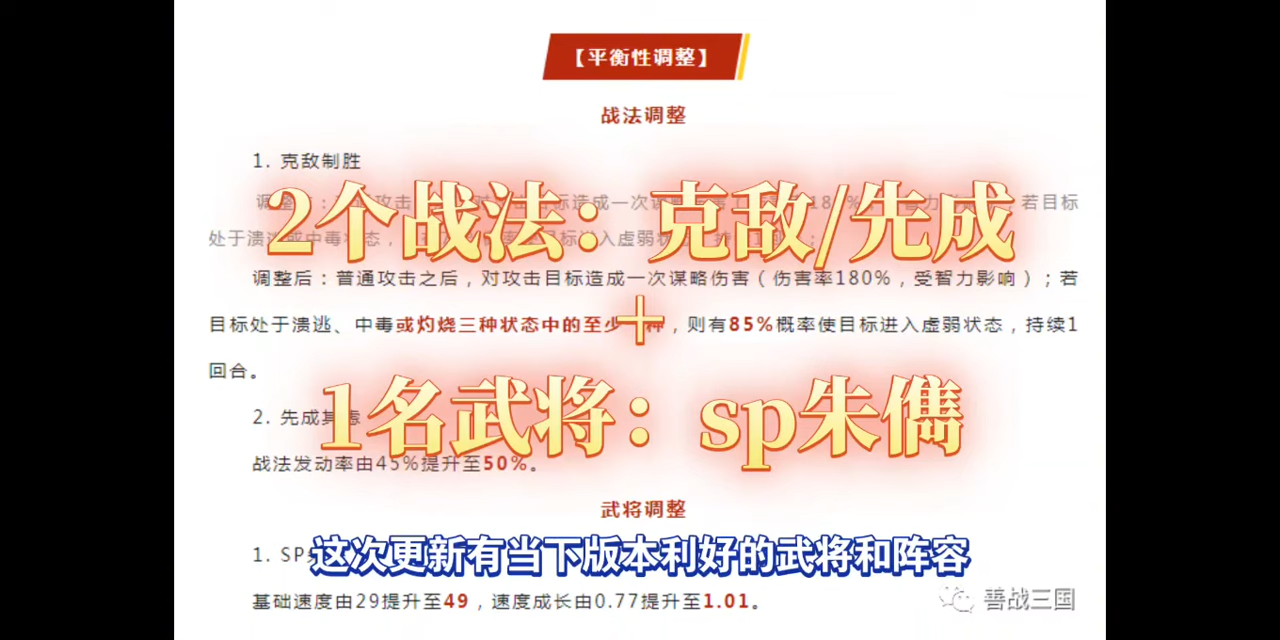 【平衡性调整】
战法调整
1. 克敌制胜
2个战法：克敌/先成
若目标
处于溃
调整后：普通攻击之后，对攻击目标造成一次谋略伤害（伤害率180%，受智力影响）；若
目标处于溃逃、中毒或灼烧三种状态中的至少 种，则有85%概率使目标进入虚弱状态，持续1
+
回合。
1名武将：sp朱儁
2. 先成其虑
战法发动率由45%提升至50%。
武将调整
1. SP
这次更新有当下版本利好的武将和阵容
基础速度由29提升至49，速度成长由0.77提升至1.01。
善战三国